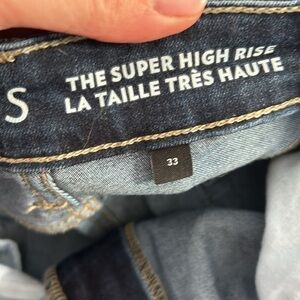 S
THE SUPER HIGH RISE
LA TAILLE TRÈS HAUTE
33